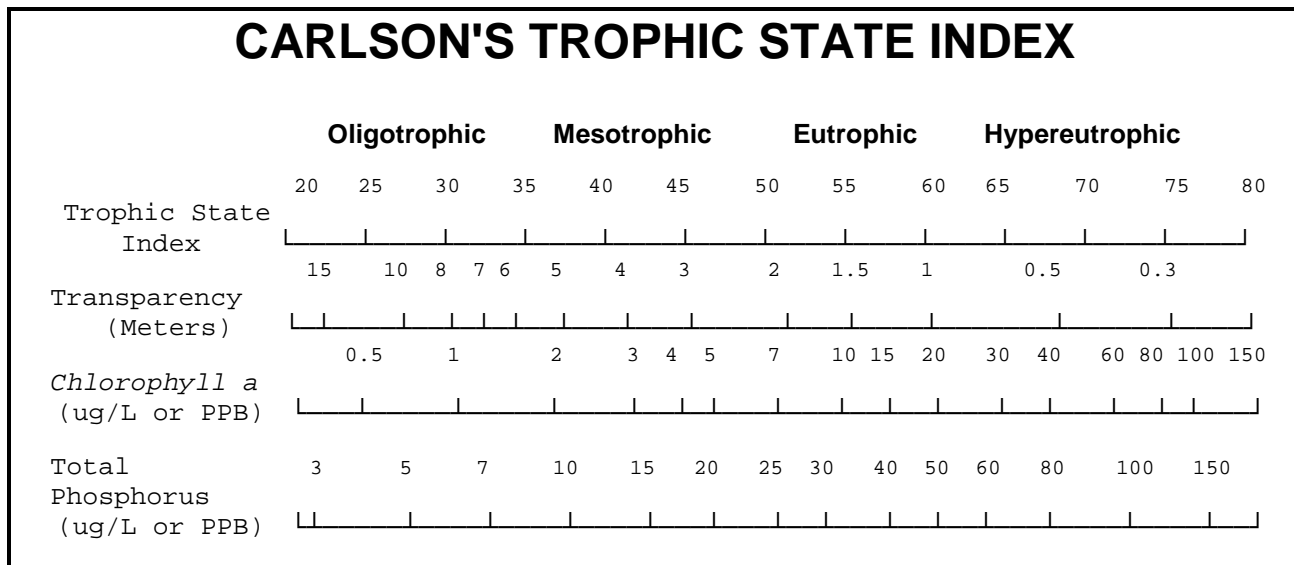 CARLSON'S TROPHIC STATE INDEX
Oligotrophic Mesotrophic Eutrophic Hypereutrophic
20 25 30 35 40 45 50 55 60 65 70 75 80
Trophic State
Index
15 10 8 7 6 5 4 3 2 1.5 1 0.5 0.3
Transparency
(Meters)
0.5 1 2 3 4 5 7 10 15 20 30 40 60 80 100 150
Chlorophyll a
(ug/L or PPB)
Total
3 5 7 10 15 20 25 30 40 50 60 80 100 150
Phosphorus
(ug/L or PPB)